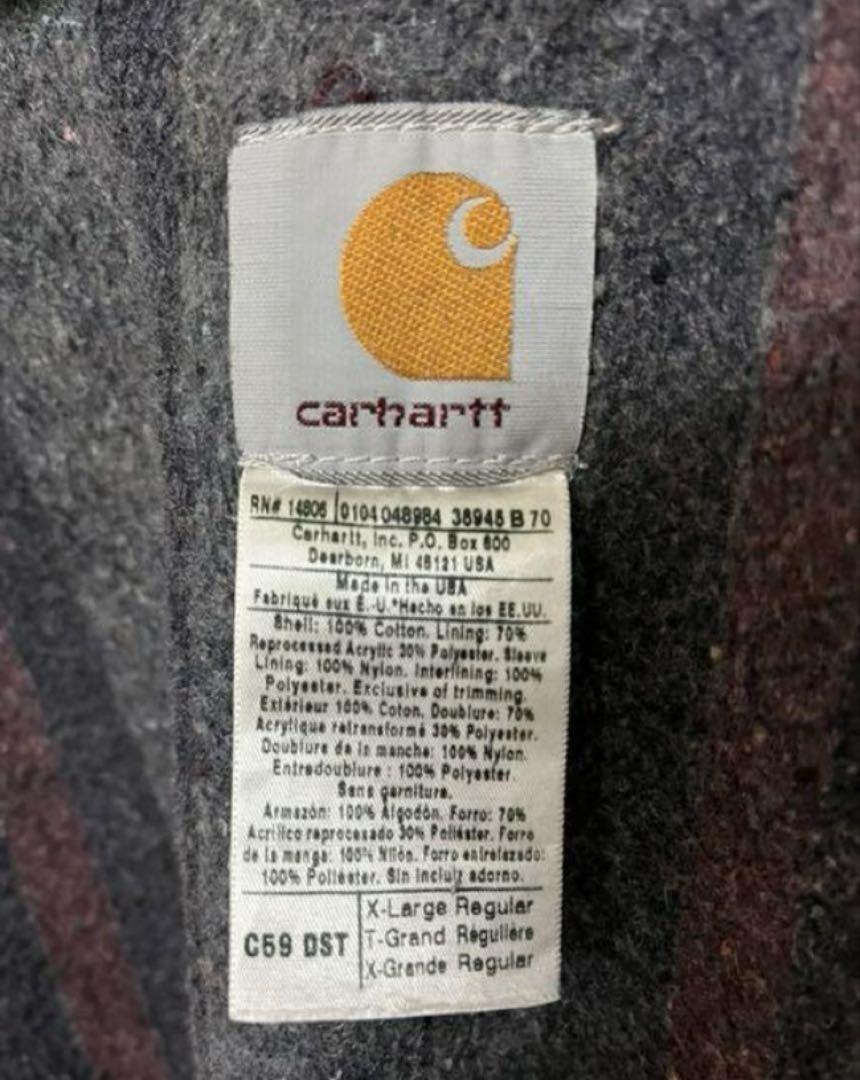 carhartt
RN# 14806 0104 048984 38945 B 70
Carhartt, Inc. P.O. Box 600
Dearborn, MI 48121 USA
Made in the USA
Fabriqué aux É.-U.*Hecho en los EE.UU.
Shell: 100% Cotton. Lining: 70%
Reprocessed Acrylic 30% Polyester. Sleeve
Lining: 100% Nylon. Interlining: 100%
Polyester. Exclusive of trimming.
Extérieur 100% Coton. Doublure: 70%
Acrylique retransformé 30% Polyester.
Doublure de la manche: 100% Nylon.
Entredoublure : 100% Polyester
Sans garniture.
Armazón: 100% Algodón. Forro: 70%
Acrílico reprocesado 30% Poliéster. Forro
de la manga: 100% Nilón. Forro entrelazado:
100% Poliéster. Sin incluir adorno.
C59 DST
X-Large Regular
T-Grand Régulière
X-Grande Regular